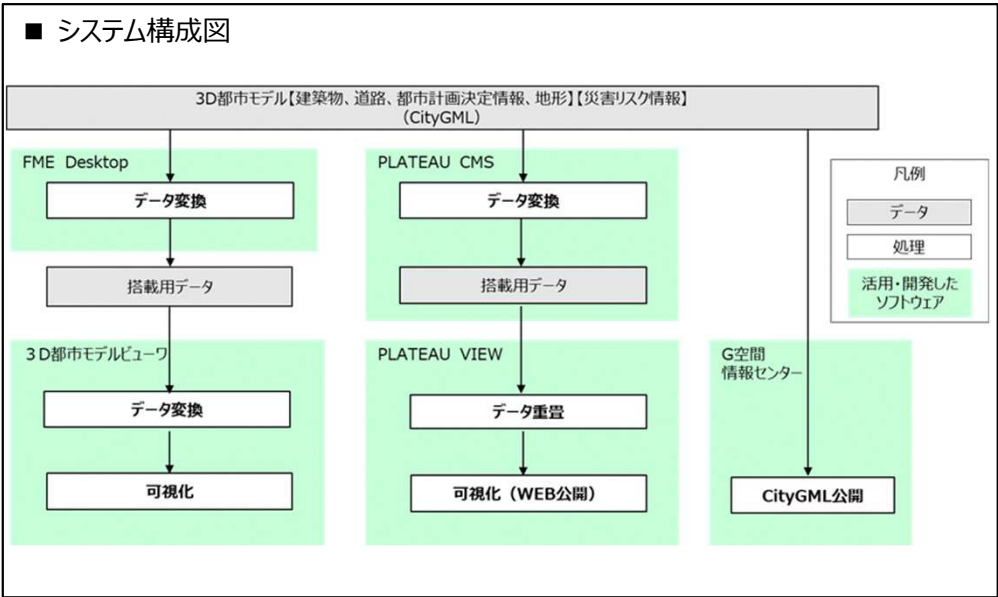 ■ システム構成図
3D都市モデル【建築物、道路、都市計画決定情報、地形】【災害リスク情報】
(CityGML)
FME Desktop
データ変換
搭載用データ
3D都市モデルビューワ
データ変換
可視化
PLATEAU CMS
データ変換
搭載用データ
PLATEAU VIEW
データ重畳
可視化(WEB公開)
G空間
情報センター
CityGML公開
凡例
データ
処理
活用・開発した
ソフトウェア